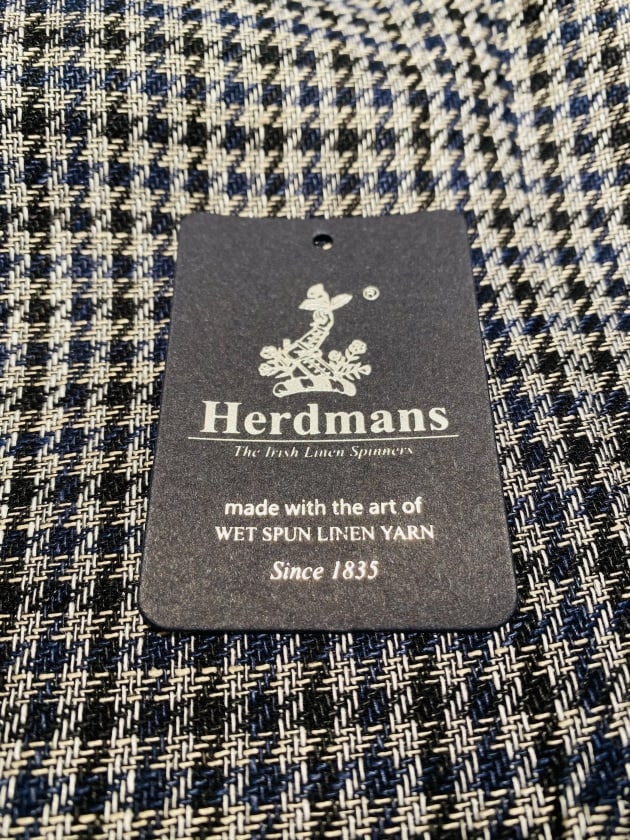 ®
Herdmans
The Irish Linen Spinners
made with the art of
WET SPUN LINEN YARN
Since 1835